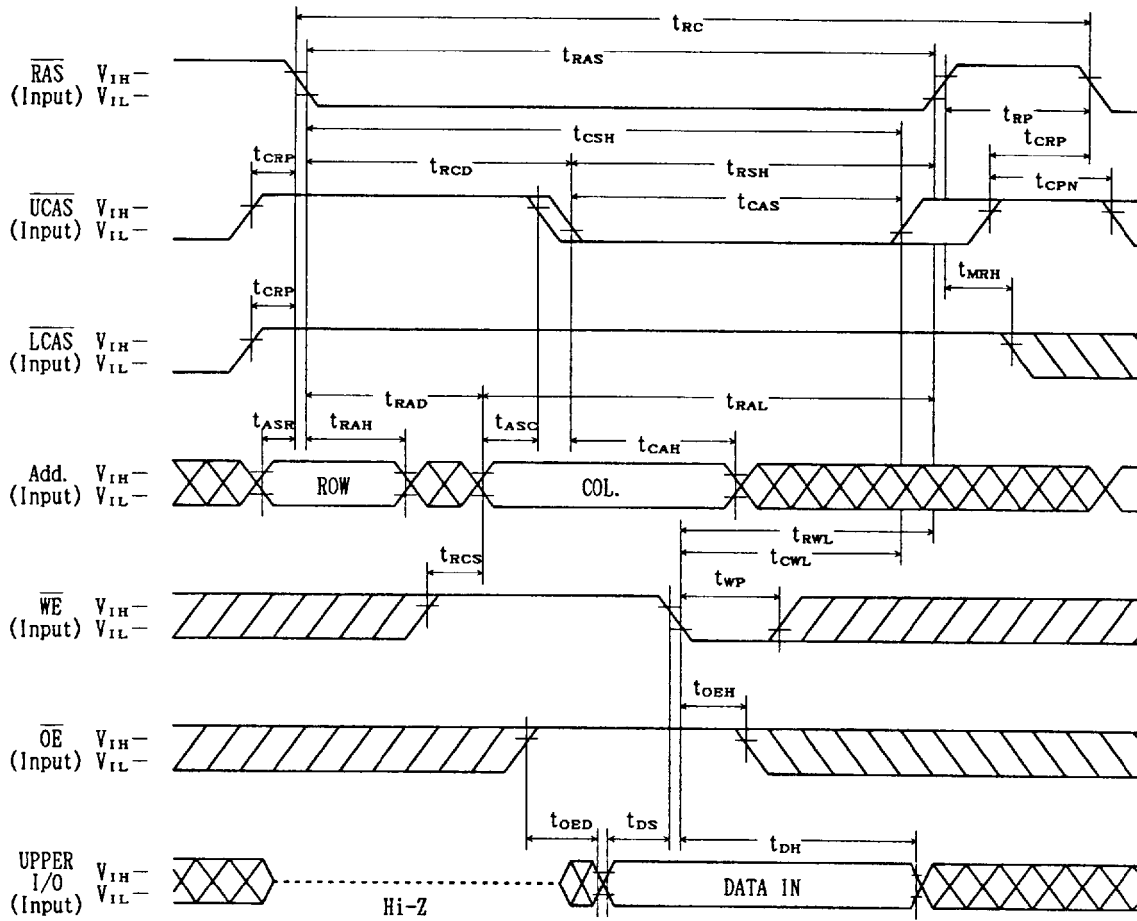 tRC
tRAS
RAS VIH—
(Input) VIL—
tRP
tCSH
tCRP
tCRP
tRCD
tRSH
tCPN
tCAS
UCAS VIH—
(Input) VIL—
tMRH
tCRP
LCAS VIH—
(Input) VIL—
tRAD
tRAL
tASR
tRAH
tASC
tCAH
Add. VIH—
(Input) VIL—
ROW
COL.
tRWL
tCWL
tRCS
tWP
WE VIH—
(Input) VIL—
tOEH
OE VIH—
(Input) VIL—
tOED
tDS
tDH
UPPER
I/O
(Input)
VIH—
VIL—
DATA IN
Hi-Z